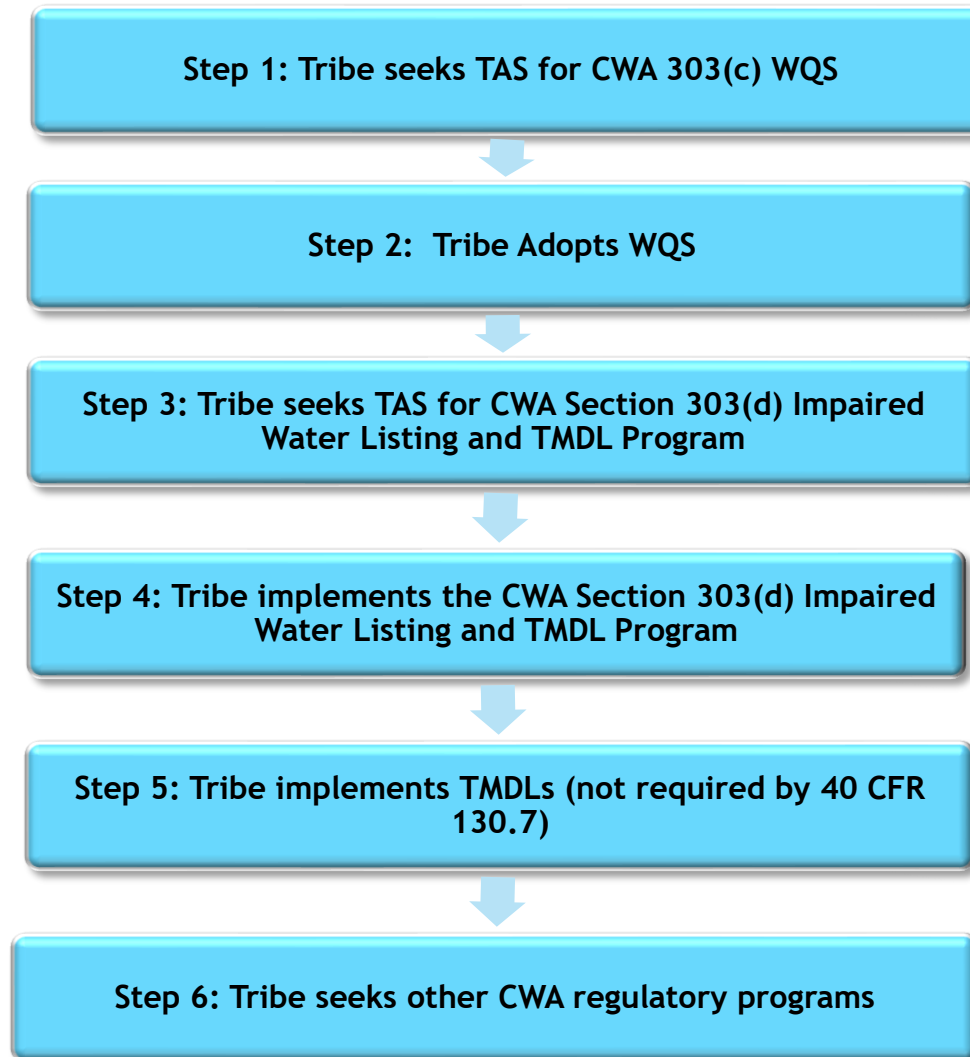 Step 1: Tribe seeks TAS for CWA 303(c) WQS
Step 2:  Tribe Adopts WQS
Step 3: Tribe seeks TAS for CWA Section 303(d) Impaired
Water Listing and TMDL Program
Step 4: Tribe implements the CWA Section 303(d) Impaired
Water Listing and TMDL Program
Step 5: Tribe implements TMDLs (not required by 40 CFR
130.7)
Step 6: Tribe seeks other CWA regulatory programs